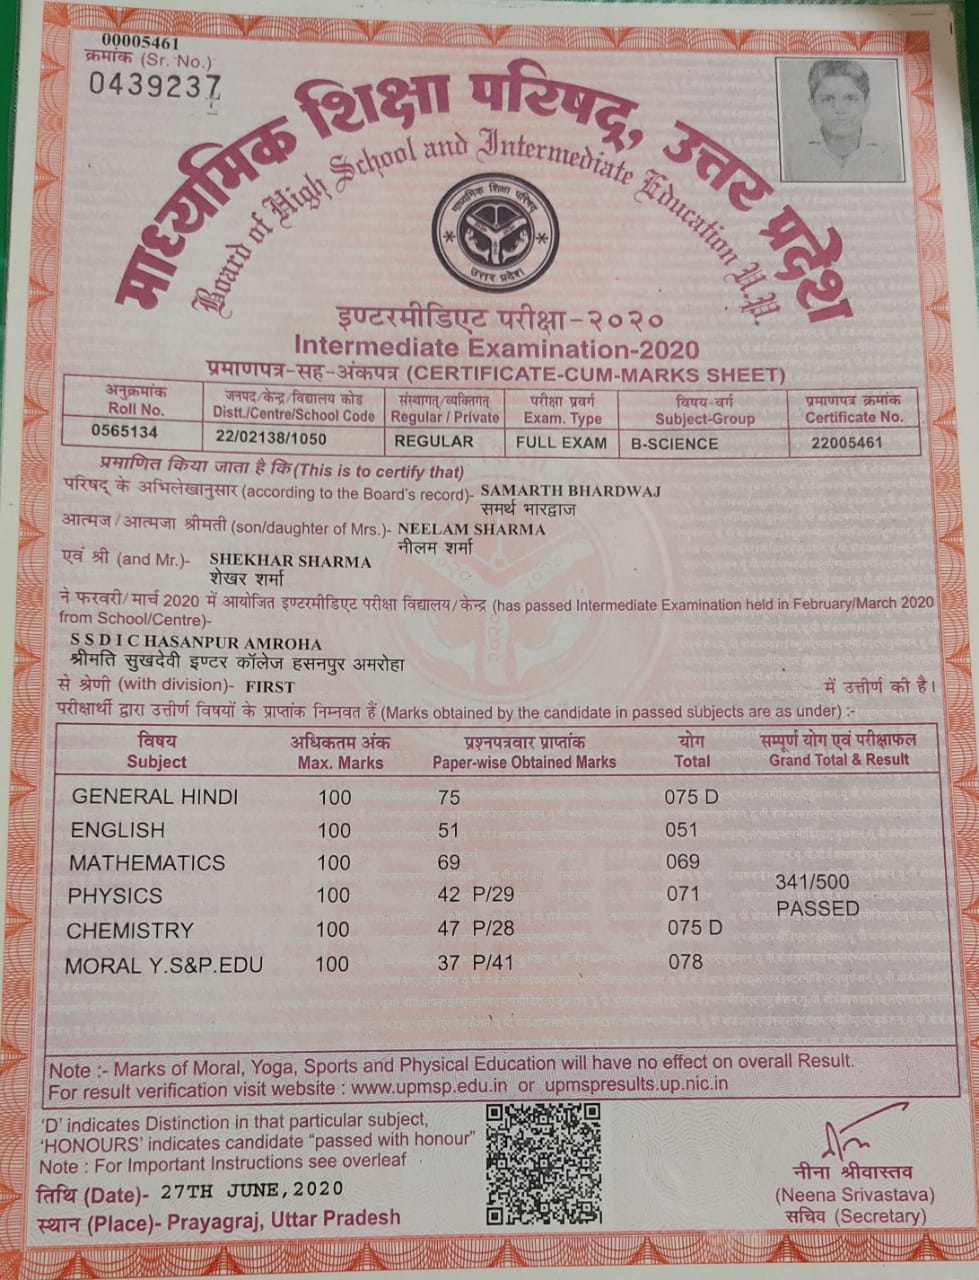 00005461
क्रमांक (Sr. No.)
0439237
माध्यमिक शिक्षा परिषद्, उत्तर प्रदेश
Board of High School and Intermediate Education U.P.
माध्यमिक शिक्षा परिषद्
उत्तर प्रदेश
इण्टरमीडिएट परीक्षा-२०२०
Intermediate Examination-2020
प्रमाणपत्र-सह-अंकपत्र (CERTIFICATE-CUM-MARKS SHEET)
अनुक्रमांक जनपद/केन्द्र/विद्यालय कोड संस्थागत/व्यक्तिगत परीक्षा प्रवर्ग विषय-वर्ग प्रमाणपत्र क्रमांक
Roll No. Distt./Centre/School Code Regular / Private Exam. Type Subject-Group Certificate No.
0565134 22/02138/1050 REGULAR FULL EXAM B-SCIENCE 22005461
प्रमाणित किया जाता है कि (This is to certify that)
परिषद् के अभिलेखानुसार (according to the Board's record)- SAMARTH BHARDWAJ
समर्थ भारद्वाज
आत्मज/आत्मजा श्रीमती (son/daughter of Mrs.)- NEELAM SHARMA
नीलम शर्मा
एवं श्री (and Mr.)- SHEKHAR SHARMA
शेखर शर्मा
ने फरवरी/मार्च 2020 में आयोजित इण्टरमीडिएट परीक्षा विद्यालय/केन्द्र (has passed Intermediate Examination held in February/March 2020
from School/Centre)-
S S D I C HASANPUR AMROHA
श्रीमति सुखदेवी इण्टर कॉलेज हसनपुर अमरोहा
से श्रेणी (with division)- FIRST में उत्तीर्ण की है।
परीक्षार्थी द्वारा उत्तीर्ण विषयों के प्राप्तांक निम्नवत हैं (Marks obtained by the candidate in passed subjects are as under) :-
विषय अधिकतम अंक प्रश्नपत्रवार प्राप्तांक योग सम्पूर्ण योग एवं परीक्षाफल
Subject Max. Marks Paper-wise Obtained Marks Total Grand Total & Result
GENERAL HINDI 100 75 075 D
ENGLISH 100 51 051
MATHEMATICS 100 69 069
PHYSICS 100 42 P/29 071
341/500
PASSED
CHEMISTRY 100 47 P/28 075 D
MORAL Y.S&P.EDU 100 37 P/41 078
Note :- Marks of Moral, Yoga, Sports and Physical Education will have no effect on overall Result.
For result verification visit website : www.upmsp.edu.in or upmspresults.up.nic.in
'D' indicates Distinction in that particular subject,
'HONOURS' indicates candidate "passed with honour"
Note : For Important Instructions see overleaf
तिथि (Date)- 27TH JUNE,2020
स्थान (Place)- Prayagraj, Uttar Pradesh
नीना श्रीवास्तव
(Neena Srivastava)
सचिव (Secretary)